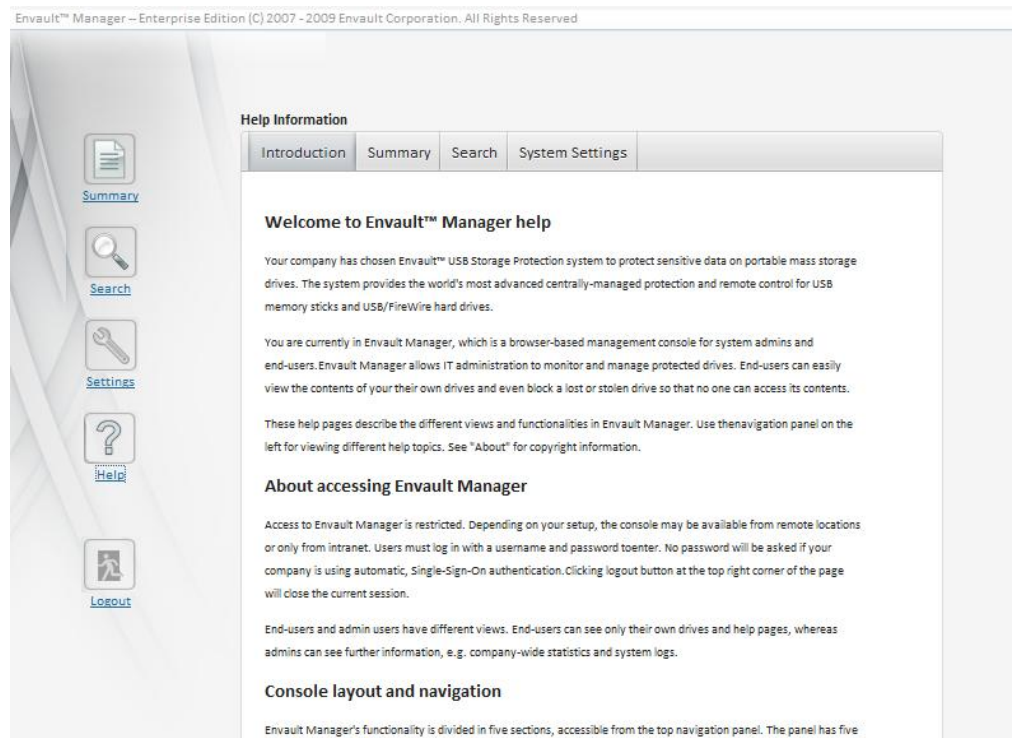 Envault™ Manager – Enterprise Edition (C) 2007 - 2009 Envault Corporation. All Rights Reserved
Summary
Search
Settings
Help
Logout
Help Information
Introduction Summary Search System Settings
Welcome to Envault™ Manager help
Your company has chosen Envault™ USB Storage Protection system to protect sensitive data on portable mass storage
drives. The system provides the world's most advanced centrally-managed protection and remote control for USB
memory sticks and USB/FireWire hard drives.
You are currently in Envault Manager, which is a browser-based management console for system admins and
end-users.Envault Manager allows IT administration to monitor and manage protected drives. End-users can easily
view the contents of your their own drives and even block a lost or stolen drive so that no one can access its contents.
These help pages describe the different views and functionalities in Envault Manager. Use thenavigation panel on the
left for viewing different help topics. See "About" for copyright information.
About accessing Envault Manager
Access to Envault Manager is restricted. Depending on your setup, the console may be available from remote locations
or only from intranet. Users must log in with a username and password toenter. No password will be asked if your
company is using automatic, Single-Sign-On authentication.Clicking logout button at the top right corner of the page
will close the current session.
End-users and admin users have different views. End-users can see only their own drives and help pages, whereas
admins can see further information, e.g. company-wide statistics and system logs.
Console layout and navigation
Envault Manager's functionality is divided in five sections, accessible from the top navigation panel. The panel has five